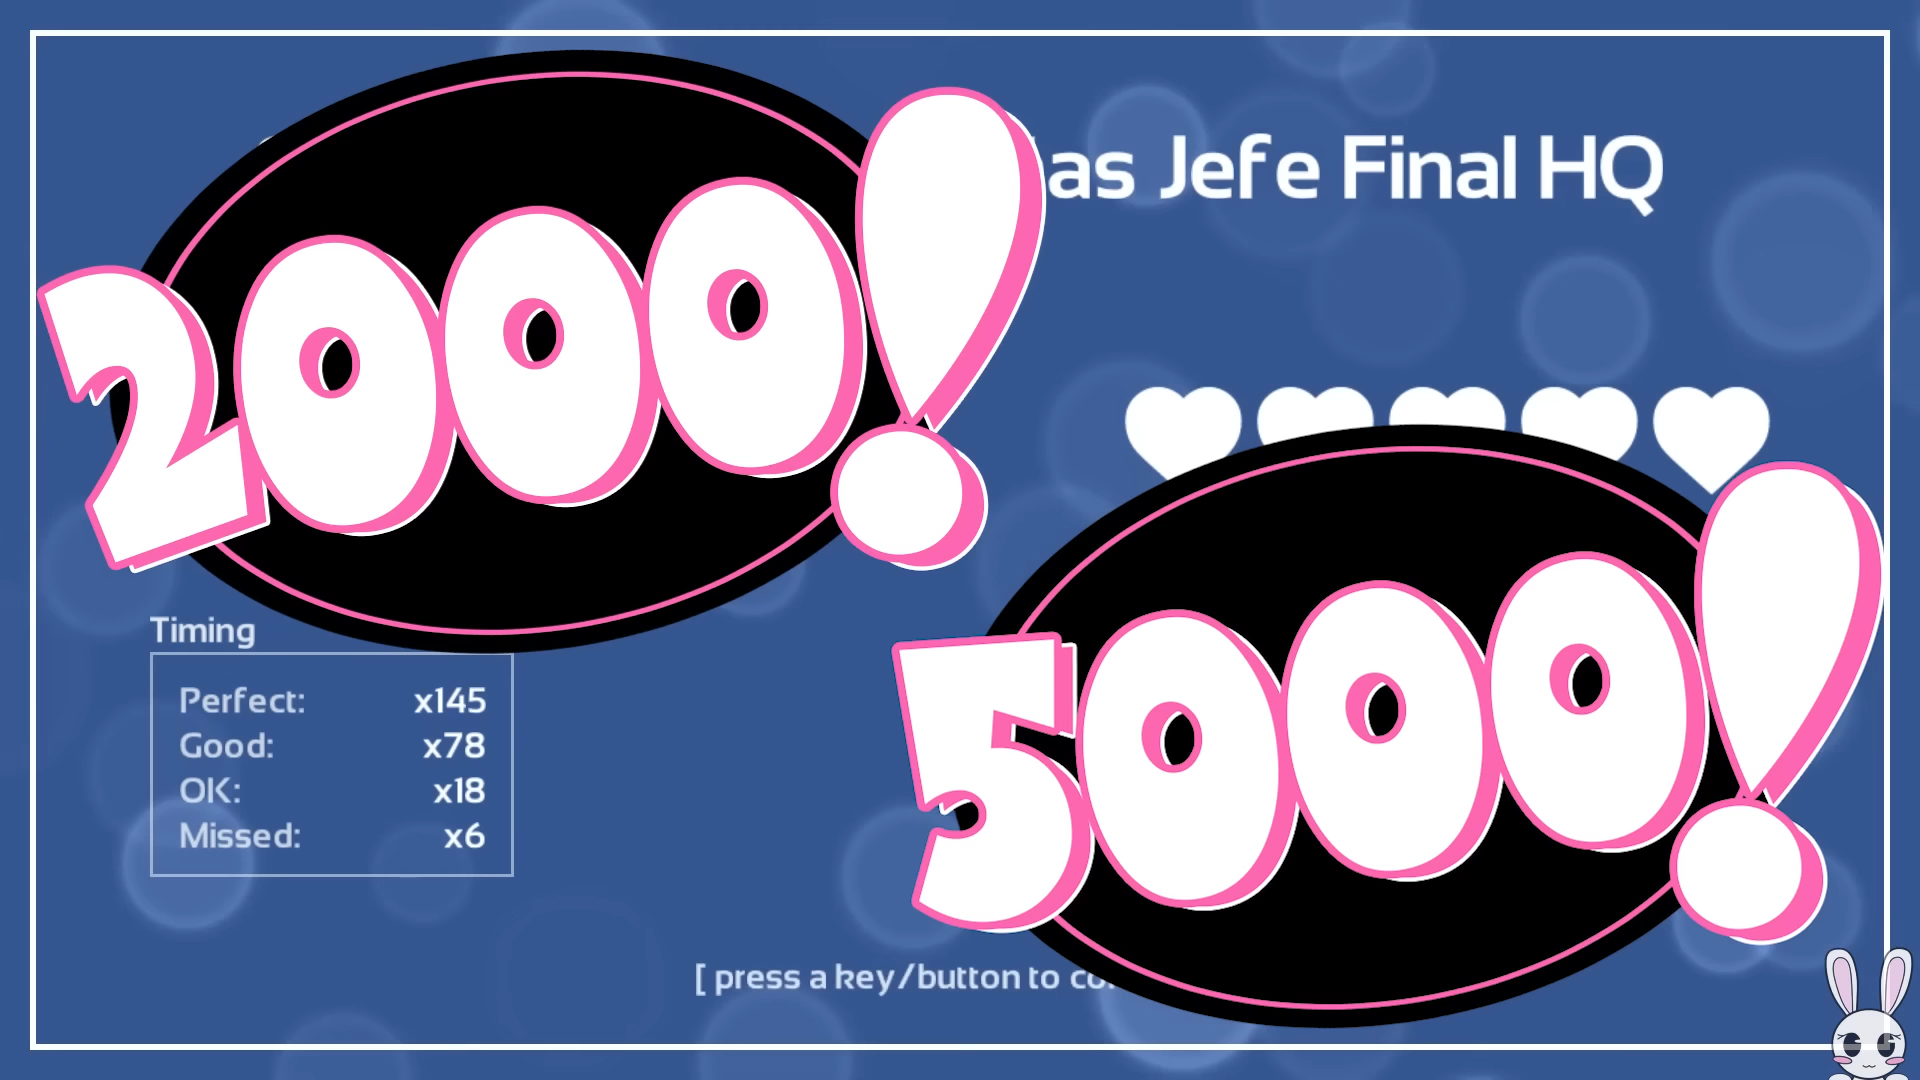 2000!
as Jefe Final HQ
5000!
Timing
Perfect: x145
Good: x78
OK: x18
Missed: x6
[ press a key/button to